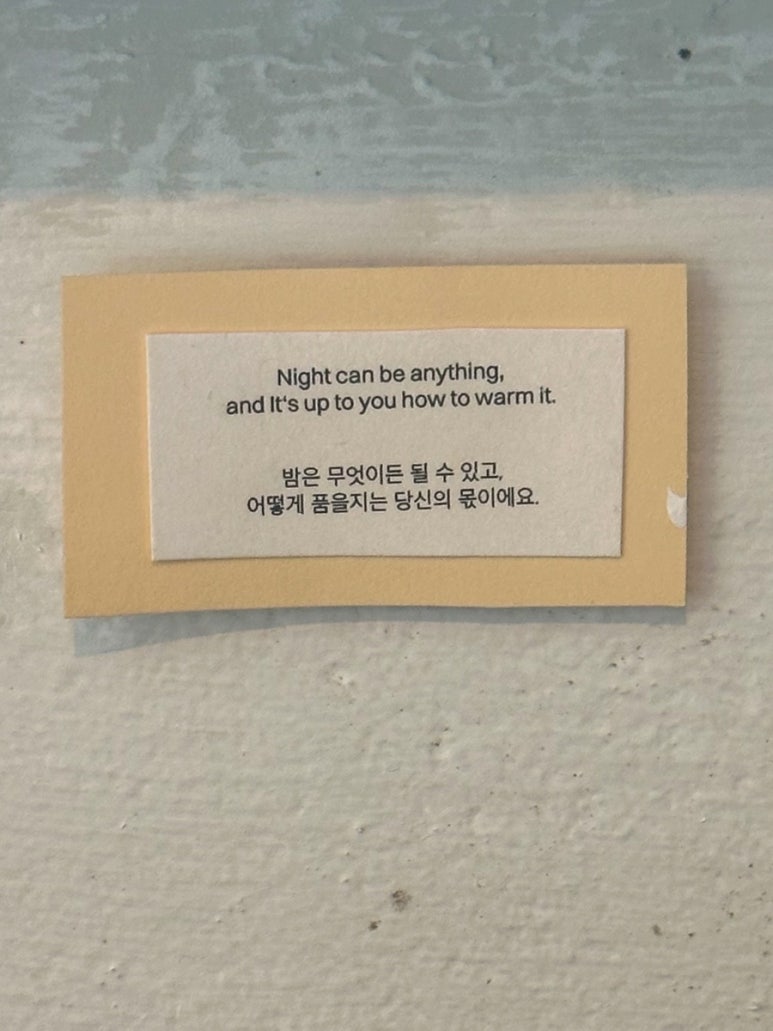 Night can be anything,
and It's up to you how to warm it.
밤은 무엇이든 될 수 있고,
어떻게 품을지는 당신의 몫이에요.